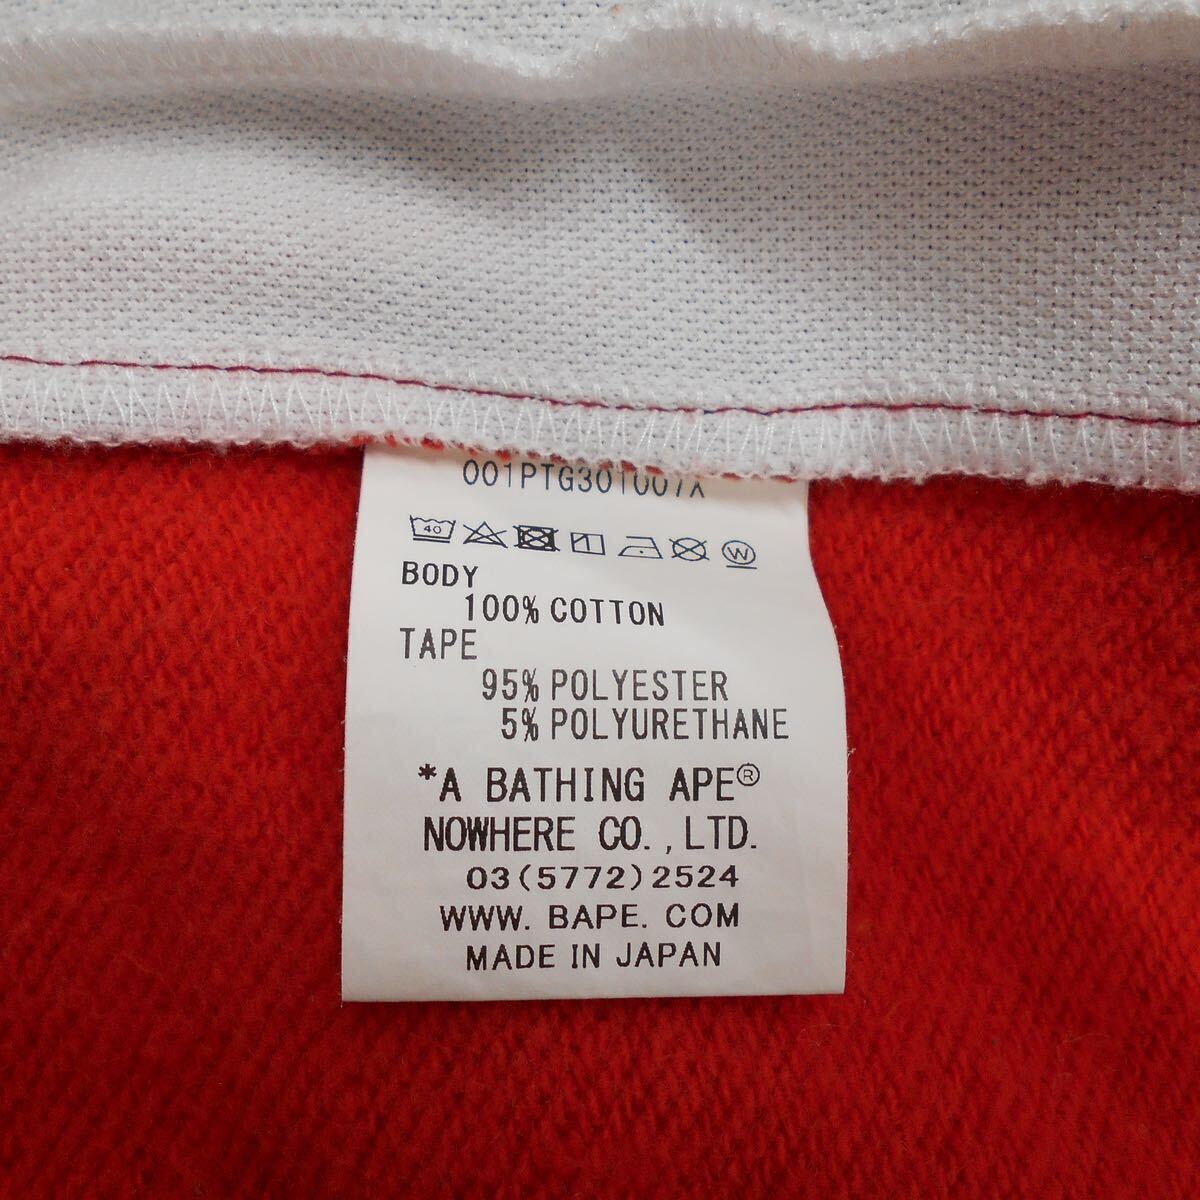 001PTG301007X
40 W
BODY
100% COTTON
TAPE
95% POLYESTER
5% POLYURETHANE
*A BATHING APE®
NOWHERE CO.,LTD.
03(5772)2524
WWW. BAPE. COM
MADE IN JAPAN